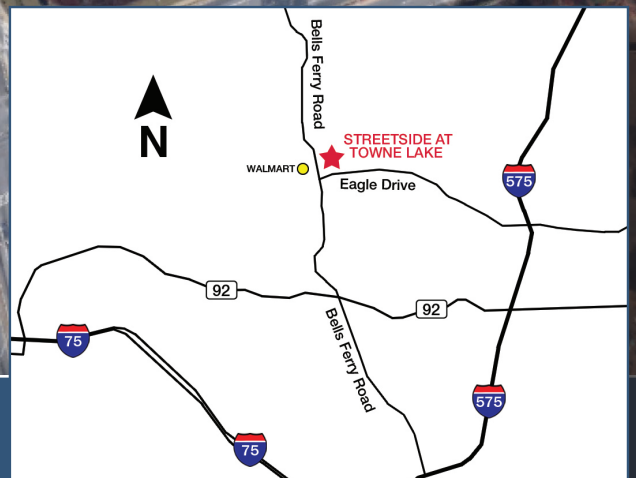 Bells Ferry Road
N
STREETSIDE AT
TOWNE LAKE
WALMART
Eagle Drive
575
92
92
Bells Ferry Road
75
575
75